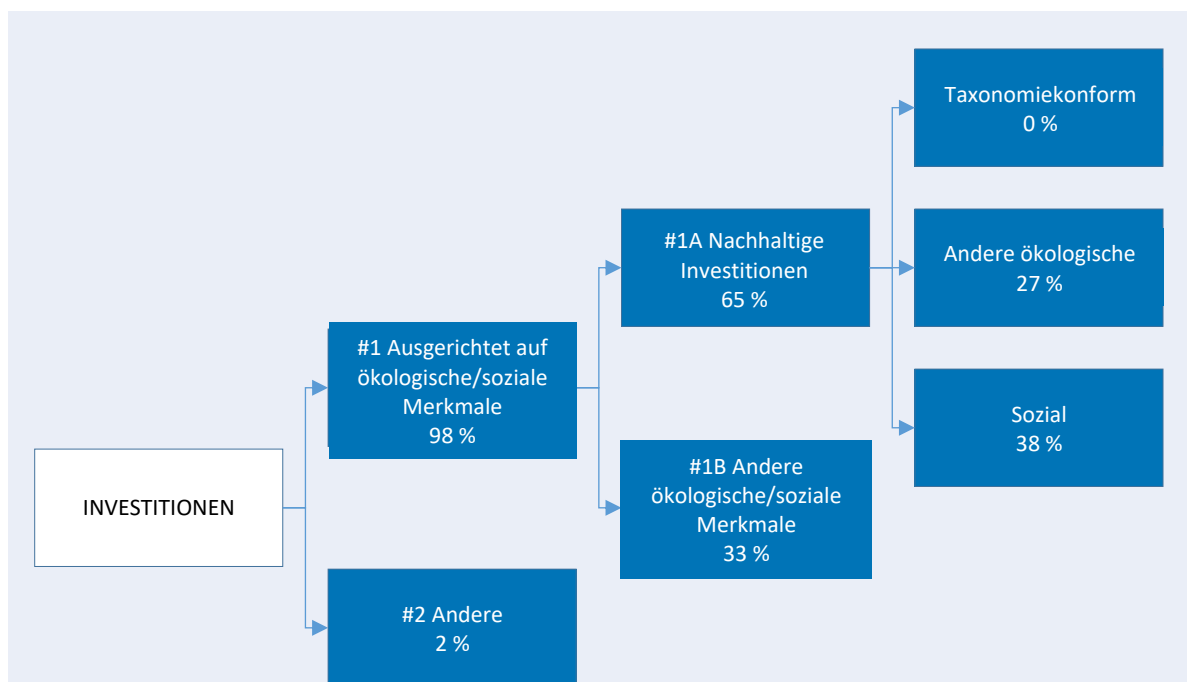 INVESTITIONEN
#1 Ausgerichtet auf
ökologische/soziale
Merkmale
98 %
#2 Andere
2 %
#1A Nachhaltige
Investitionen
65 %
#1B Andere
ökologische/soziale
Merkmale
33 %
Taxonomiekonform
0 %
Andere ökologische
27 %
Sozial
38 %